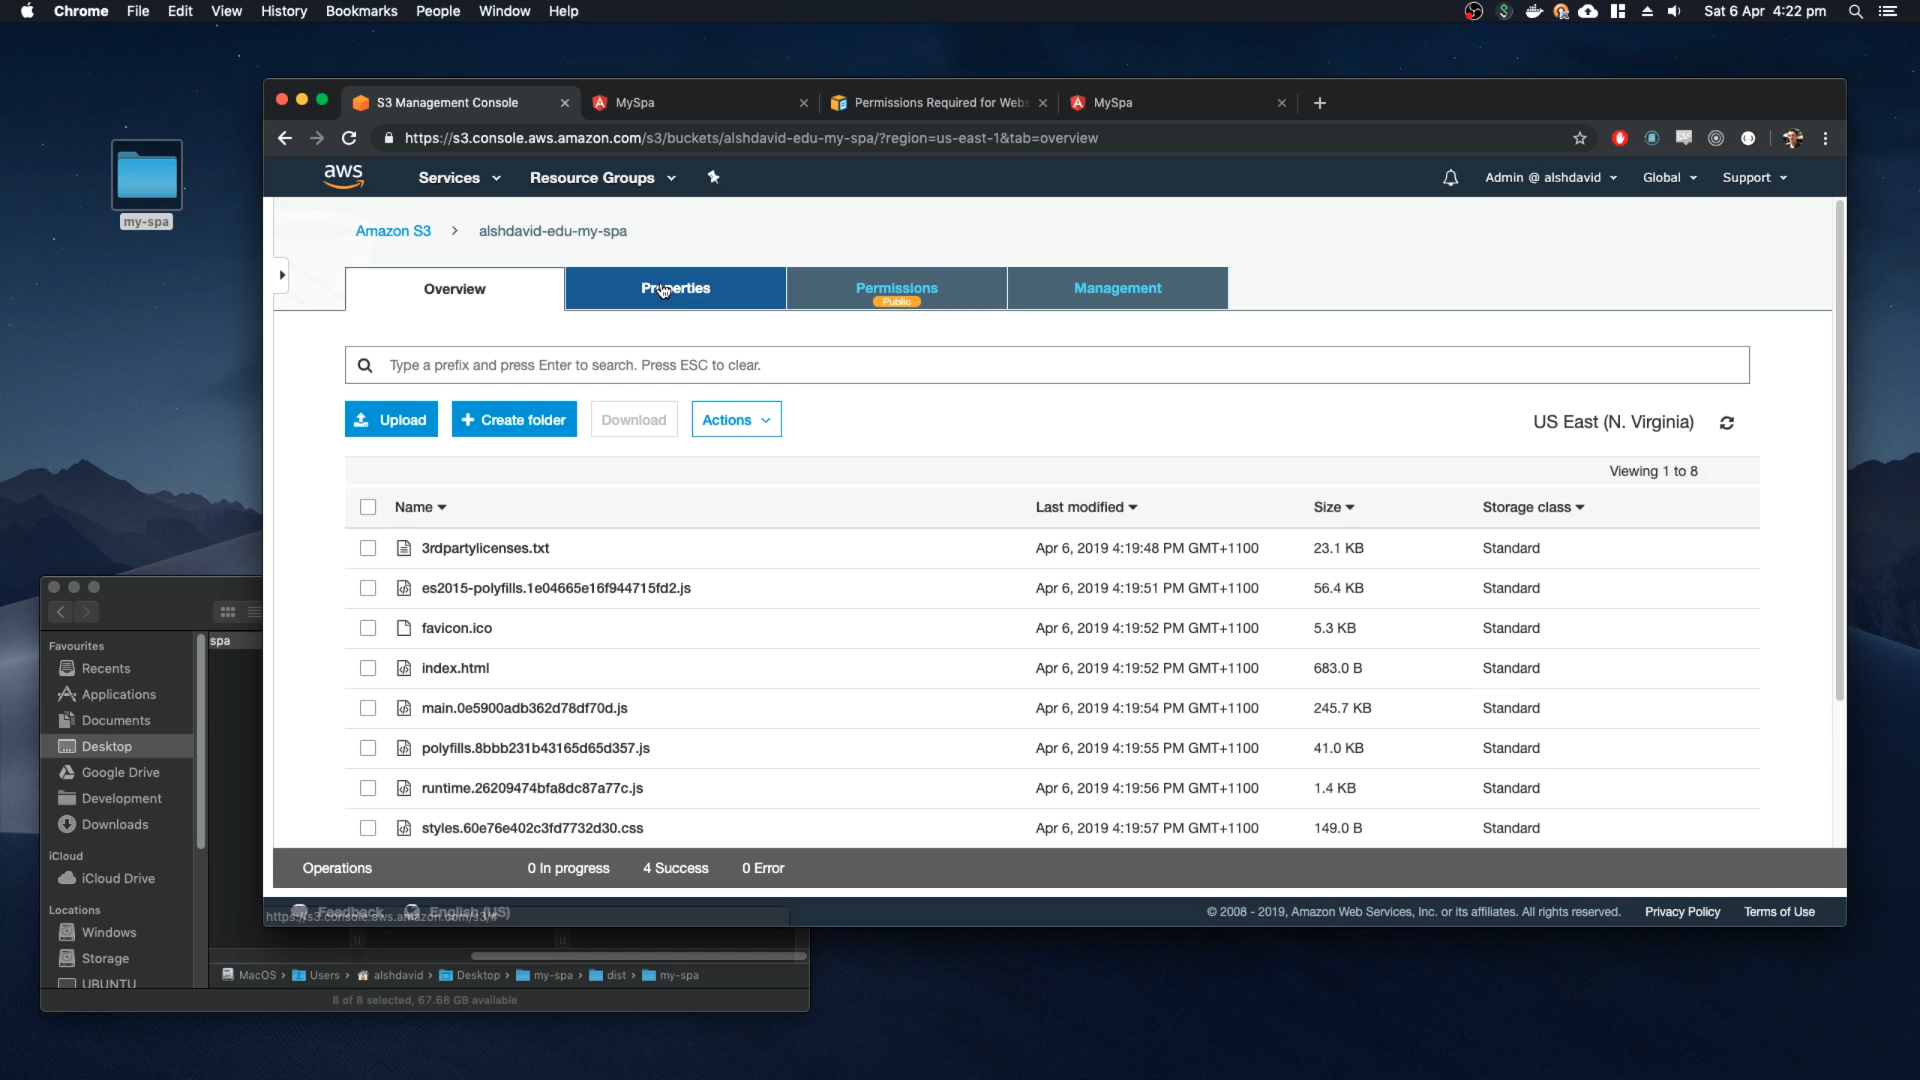 Chrome File Edit View History Bookmarks People Window Help
Sat 6 Apr 4:22 pm
my-spa
S3 Management Console
MySpa
Permissions Required for Webs
MySpa
https://s3.console.aws.amazon.com/s3/buckets/alshdavid-edu-my-spa/?region=us-east-1&tab=overview
aws
Services
Resource Groups
Admin @ alshdavid
Global
Support
Amazon S3 > alshdavid-edu-my-spa
Overview
Properties
Permissions
Public
Management
Type a prefix and press Enter to search. Press ESC to clear.
Upload
+ Create folder
Download
Actions
US East (N. Virginia)
Viewing 1 to 8
Name Last modified Size Storage class
3rdpartylicenses.txt Apr 6, 2019 4:19:48 PM GMT+1100 23.1 KB Standard
es2015-polyfills.1e04665e16f944715fd2.js Apr 6, 2019 4:19:51 PM GMT+1100 56.4 KB Standard
favicon.ico Apr 6, 2019 4:19:52 PM GMT+1100 5.3 KB Standard
index.html Apr 6, 2019 4:19:52 PM GMT+1100 683.0 B Standard
main.0e5900adb362d78df70d.js Apr 6, 2019 4:19:54 PM GMT+1100 245.7 KB Standard
polyfills.8bbb231b43165d65d357.js Apr 6, 2019 4:19:55 PM GMT+1100 41.0 KB Standard
runtime.26209474bfa8dc87a77c.js Apr 6, 2019 4:19:56 PM GMT+1100 1.4 KB Standard
styles.60e76e402c3fd7732d30.css Apr 6, 2019 4:19:57 PM GMT+1100 149.0 B Standard
Operations 0 In progress 4 Success 0 Error
Feedback English (US)
https://s3.console.aws.amazon.com/s3/#
© 2008 - 2019, Amazon Web Services, Inc. or its affiliates. All rights reserved. Privacy Policy Terms of Use
spa
Favourites
Recents
Applications
Documents
Desktop
Google Drive
Development
Downloads
iCloud
iCloud Drive
Locations
Windows
Storage
UBUNTU
MacOS › Users › alshdavid › Desktop › my-spa › dist › my-spa
8 of 8 selected, 67.68 GB available